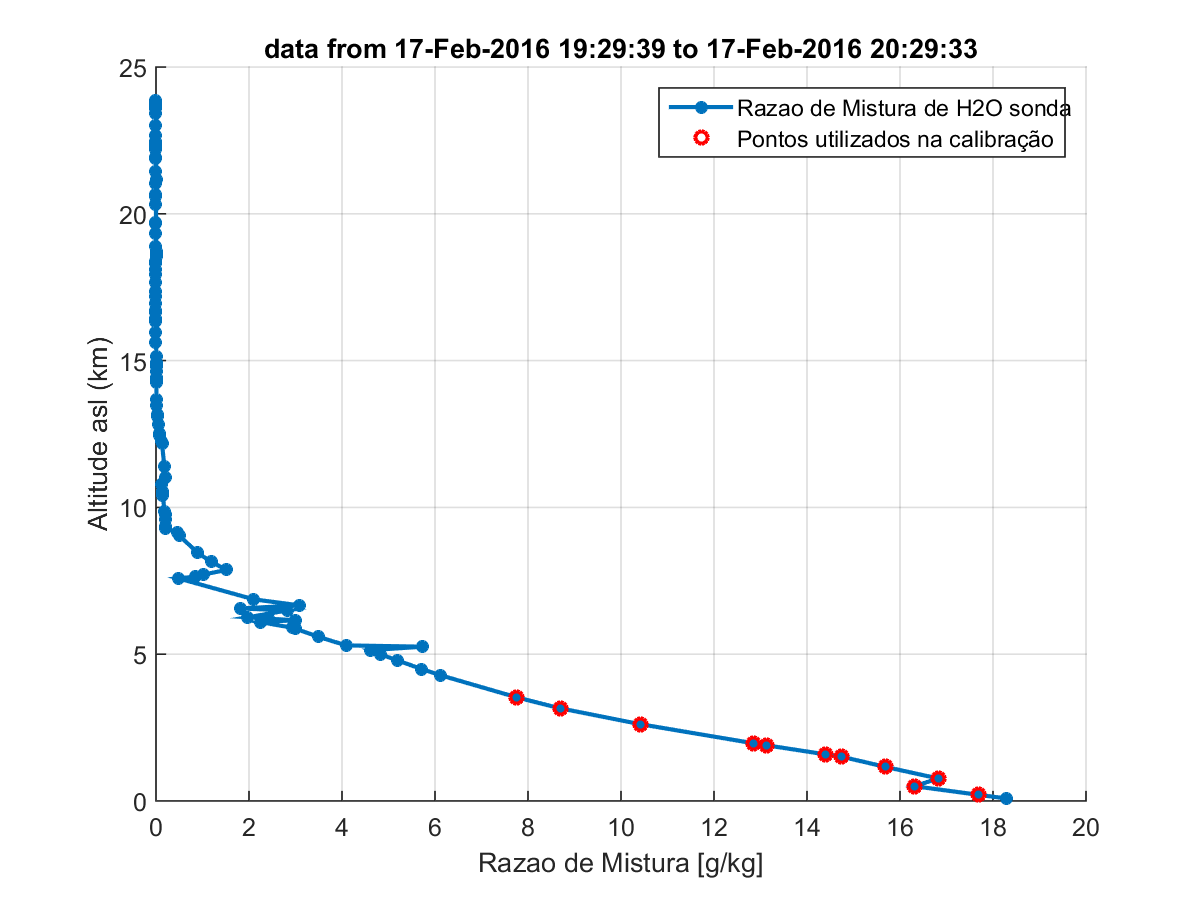 data from 17-Feb-2016 19:29:39 to 17-Feb-2016 20:29:33
Razao de Mistura de H2O sonda
Pontos utilizados na calibração
25
20
15
10
5
0
Altitude asl (km)
0 2 4 6 8 10 12 14 16 18 20
Razao de Mistura [g/kg]